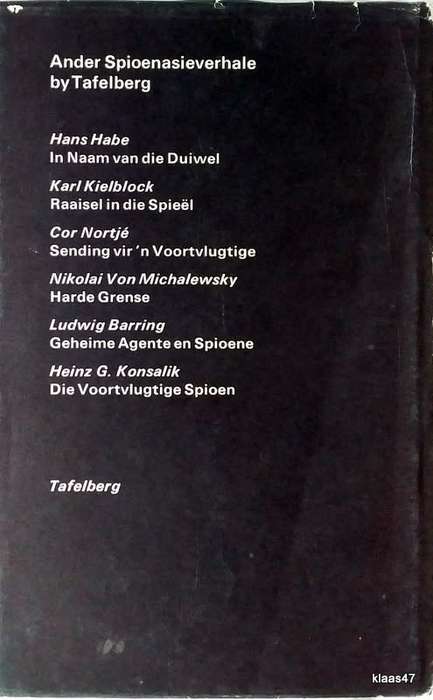 Ander Spioenasieverhale
by Tafelberg
Hans Habe
In Naam van die Duiwel
Karl Kielblock
Raaisel in die Spieël
Cor Nortjé
Sending vir 'n Voortvlugtige
Nikolai Von Michalewsky
Harde Grense
Ludwig Barring
Geheime Agente en Spioene
Heinz G. Konsalik
Die Voortvlugtige Spioen
Tafelberg
klaas47